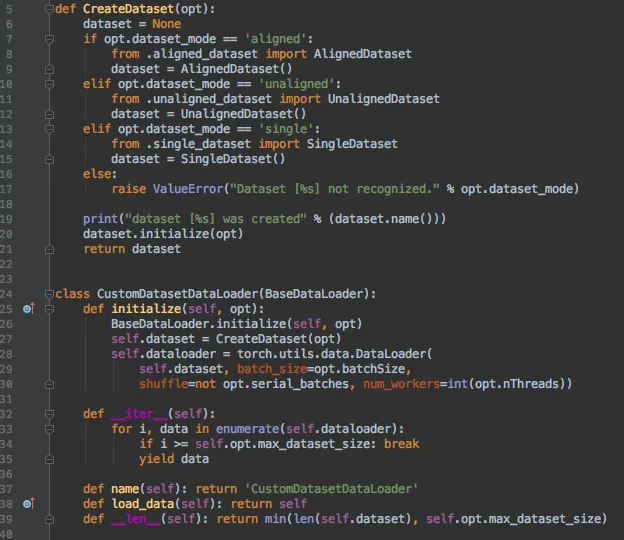 5 def CreateDataset(opt):
6 dataset = None
7 if opt.dataset_mode == 'aligned':
8 from .aligned_dataset import AlignedDataset
9 dataset = AlignedDataset()
10 elif opt.dataset_mode == 'unaligned':
11 from .unaligned_dataset import UnalignedDataset
12 dataset = UnalignedDataset()
13 elif opt.dataset_mode == 'single':
14 from .single_dataset import SingleDataset
15 dataset = SingleDataset()
16 else:
17 raise ValueError("Dataset [%s] not recognized." % opt.dataset_mode)
18
19 print("dataset [%s] was created" % (dataset.name()))
20 dataset.initialize(opt)
21 return dataset
22
23
24 class CustomDatasetDataLoader(BaseDataLoader):
25 def initialize(self, opt):
26 BaseDataLoader.initialize(self, opt)
27 self.dataset = CreateDataset(opt)
28 self.dataloader = torch.utils.data.DataLoader(
29 self.dataset, batch_size=opt.batchSize,
30 shuffle=not opt.serial_batches, num_workers=int(opt.nThreads))
31
32 def __iter__(self):
33 for i, data in enumerate(self.dataloader):
34 if i >= self.opt.max_dataset_size: break
35 yield data
36
37 def name(self): return 'CustomDatasetDataLoader'
38 def load_data(self): return self
39 def __len__(self): return min(len(self.dataset), self.opt.max_dataset_size)
40